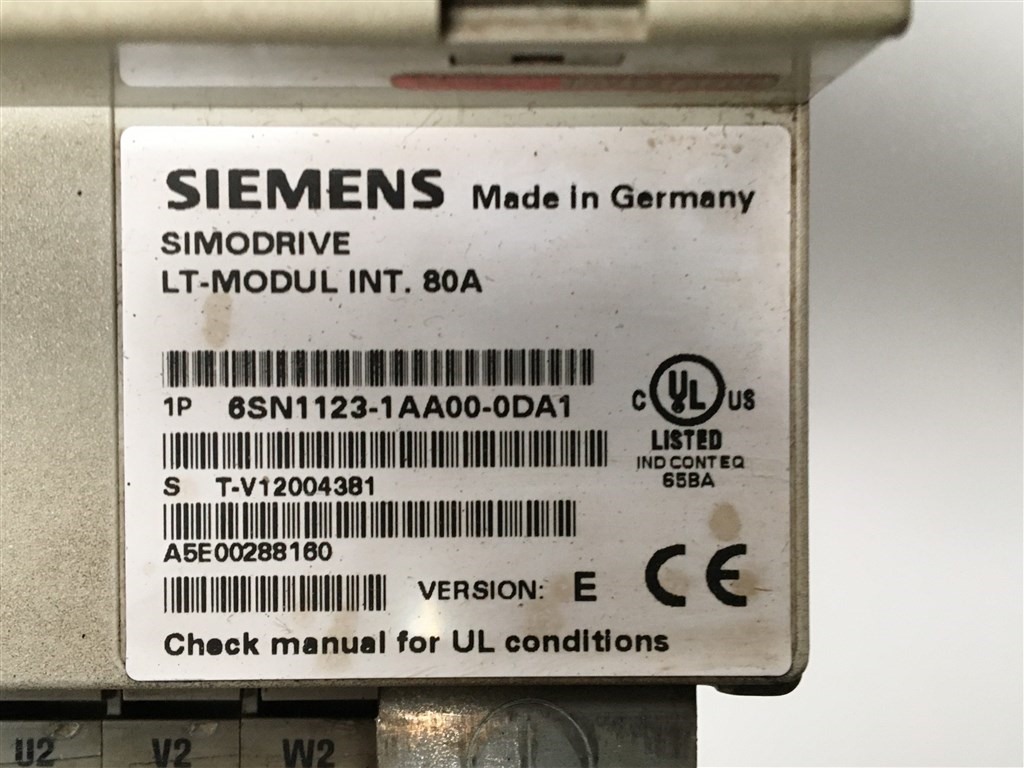 SIEMENS Made in Germany
SIMODRIVE
LT-MODUL INT. 80A
1P 6SN1123-1AA00-0DA1
C UL US
LISTED
IND CONT EQ
65BA
S T-V12004381
A5E00288160
VERSION: E CE
Check manual for UL conditions
U2 V2 W2